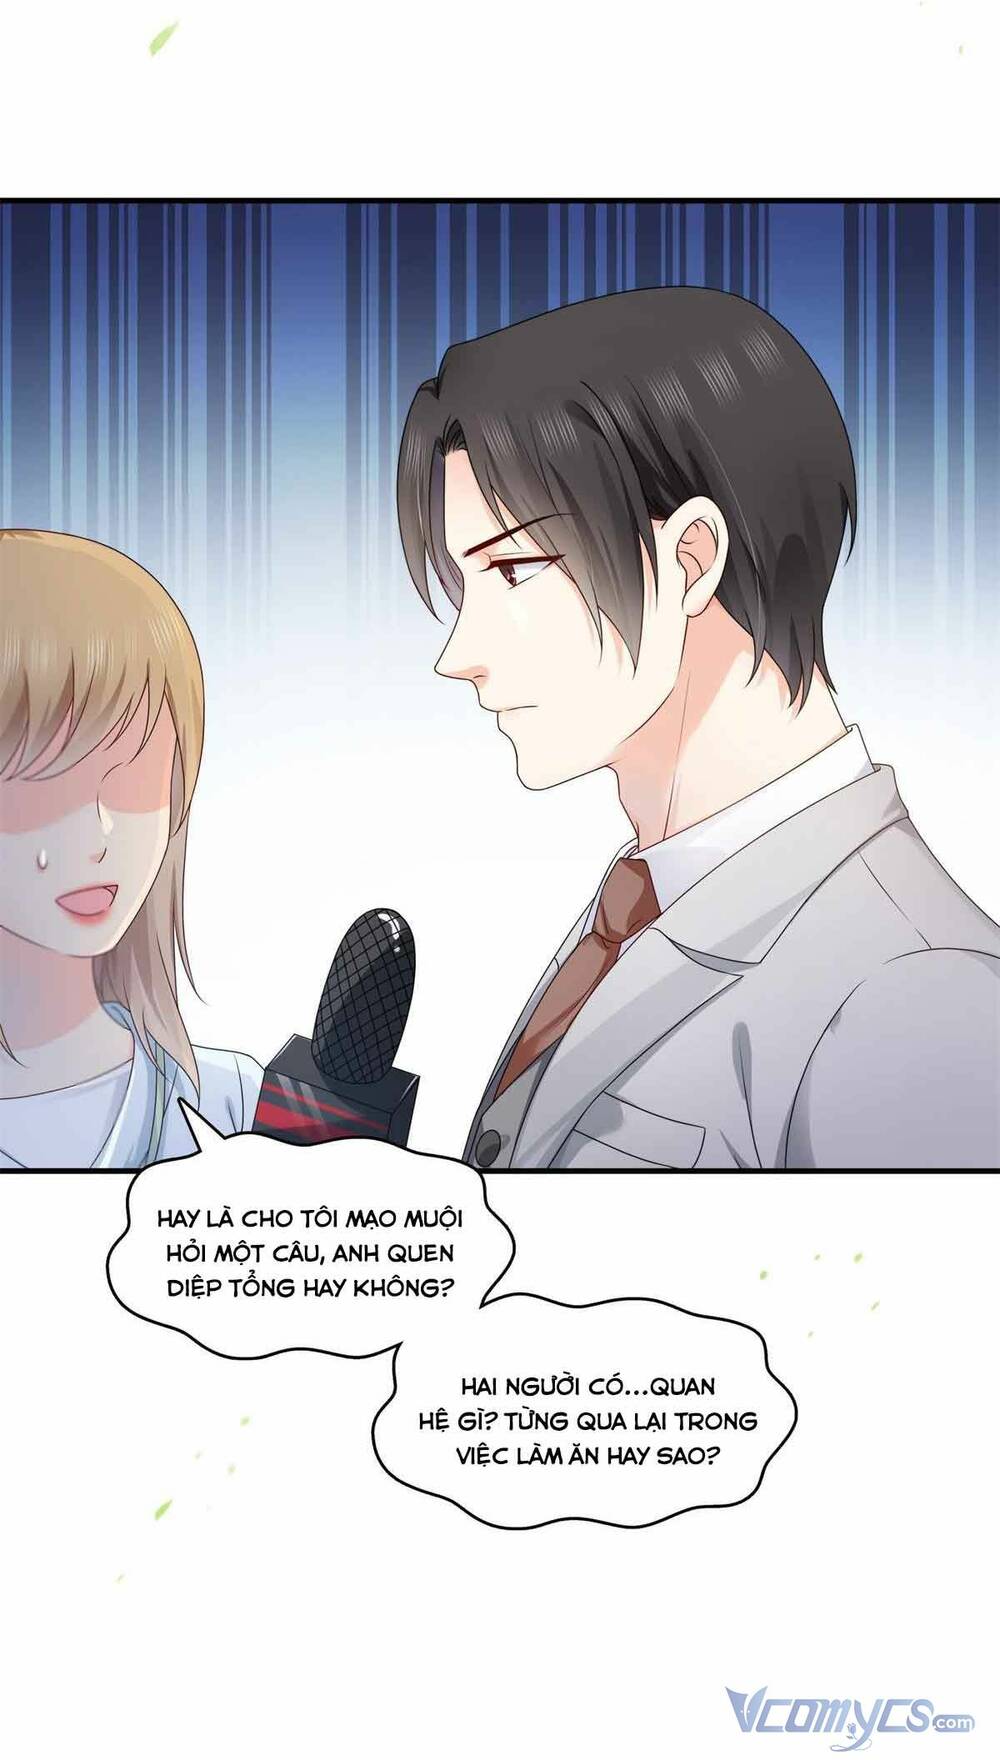 HAY LÀ CHO TÔI MẠO MUỘI
HỎI MỘT CÂU, ANH QUEN
DIỆP TỔNG HAY KHÔNG?
HAI NGƯỜI CÓ...QUAN
HỆ GÌ? TỪNG QUA LẠI TRONG
VIỆC LÀM ĂN HAY SAO?
VCOMYCS.com